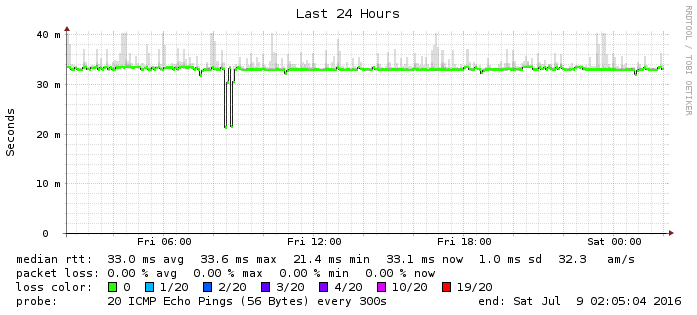 Last 24 Hours
RRDTOOL / TOBI OETIKER
Seconds
40 m
30 m
20 m
10 m
0
Fri 06:00 Fri 12:00 Fri 18:00 Sat 00:00
median rtt: 33.0 ms avg 33.6 ms max 21.4 ms min 33.1 ms now 1.0 ms sd 32.3 am/s
packet loss: 0.00 % avg 0.00 % max 0.00 % min 0.00 % now
loss color: 0 1/20 2/20 3/20 4/20 10/20 19/20
probe: 20 ICMP Echo Pings (56 Bytes) every 300s end: Sat Jul 9 02:05:04 2016